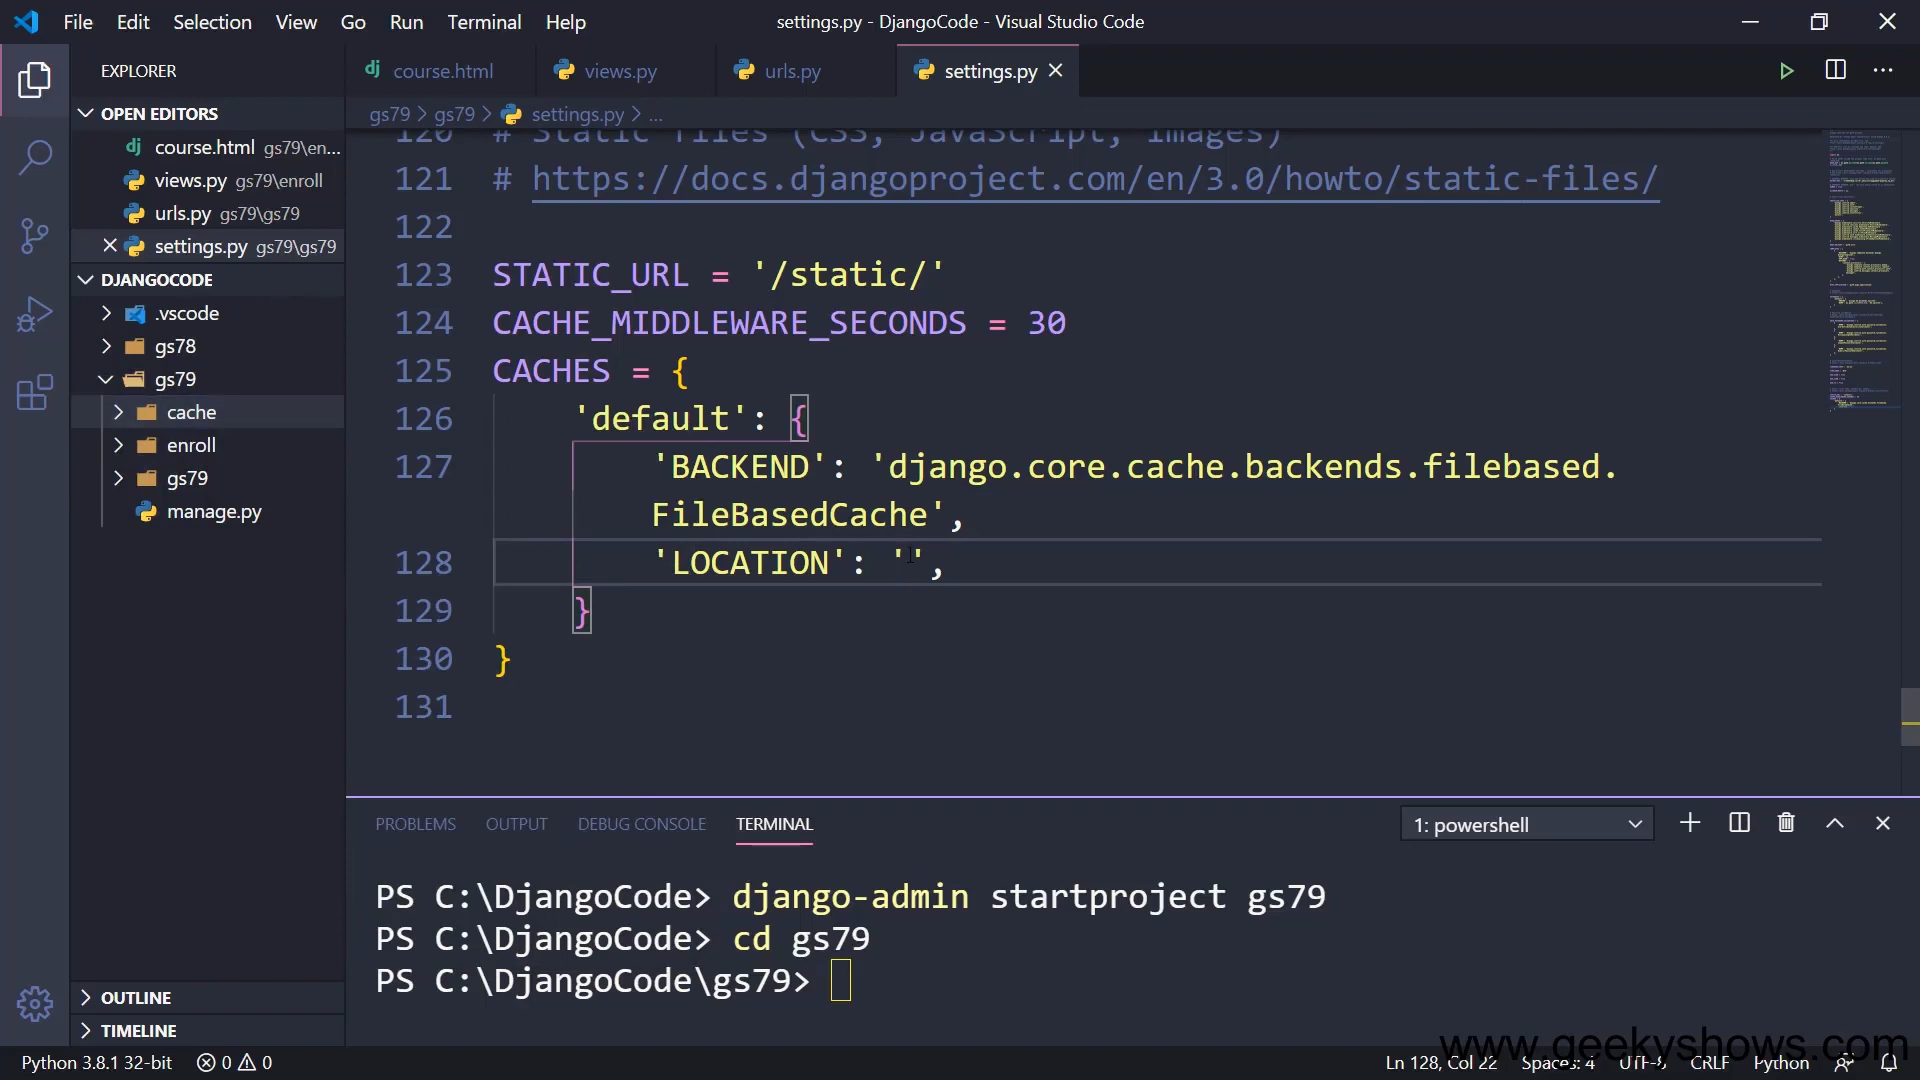 File Edit Selection View Go Run Terminal Help
settings.py - DjangoCode - Visual Studio Code
EXPLORER
OPEN EDITORS
course.html gs79\en...
views.py gs79\enroll
urls.py gs79\gs79
settings.py gs79\gs79
DJANGOCODE
.vscode
gs78
gs79
cache
enroll
gs79
manage.py
OUTLINE
TIMELINE
course.html views.py urls.py settings.py
gs79 > gs79 > settings.py > ...
120 # Static files (CSS, JavaScript, Images)
121 # https://docs.djangoproject.com/en/3.0/howto/static-files/
122
123 STATIC_URL = '/static/'
124 CACHE_MIDDLEWARE_SECONDS = 30
125 CACHES = {
126 'default': {
127 'BACKEND': 'django.core.cache.backends.filebased.
FileBasedCache',
128 'LOCATION': '',
129 }
130 }
131
PROBLEMS OUTPUT DEBUG CONSOLE TERMINAL
1: powershell
PS C:\DjangoCode> django-admin startproject gs79
PS C:\DjangoCode> cd gs79
PS C:\DjangoCode\gs79>
www.geekyshows.com
Python 3.8.1 32-bit 0 0
Ln 128, Col 22 Spaces: 4 UTF-8 CRLF Python